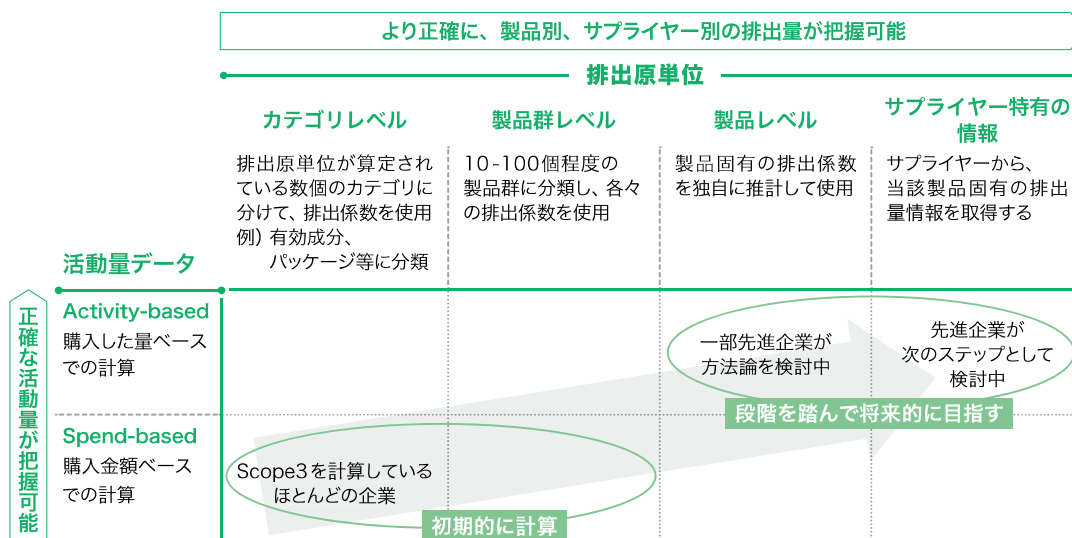 より正確に、製品別、サプライヤー別の排出量が把握可能
排出原単位
カテゴリレベル
排出原単位が算定され
ている数個のカテゴリに
分けて、排出係数を使用
例）有効成分、
パッケージ等に分類
製品群レベル
10-100個程度の
製品群に分類し、各々
の排出係数を使用
製品レベル
製品固有の排出係数
を独自に推計して使用
サプライヤー特有の
情報
サプライヤーから、
当該製品固有の排出
量情報を取得する
活動量データ
正確な活動量が把握可能
Activity-based
購入した量ベース
での計算
一部先進企業が
方法論を検討中
先進企業が
次のステップとして
検討中
段階を踏んで将来的に目指す
Spend-based
購入金額ベース
での計算
Scope3を計算している
ほとんどの企業
初期的に計算